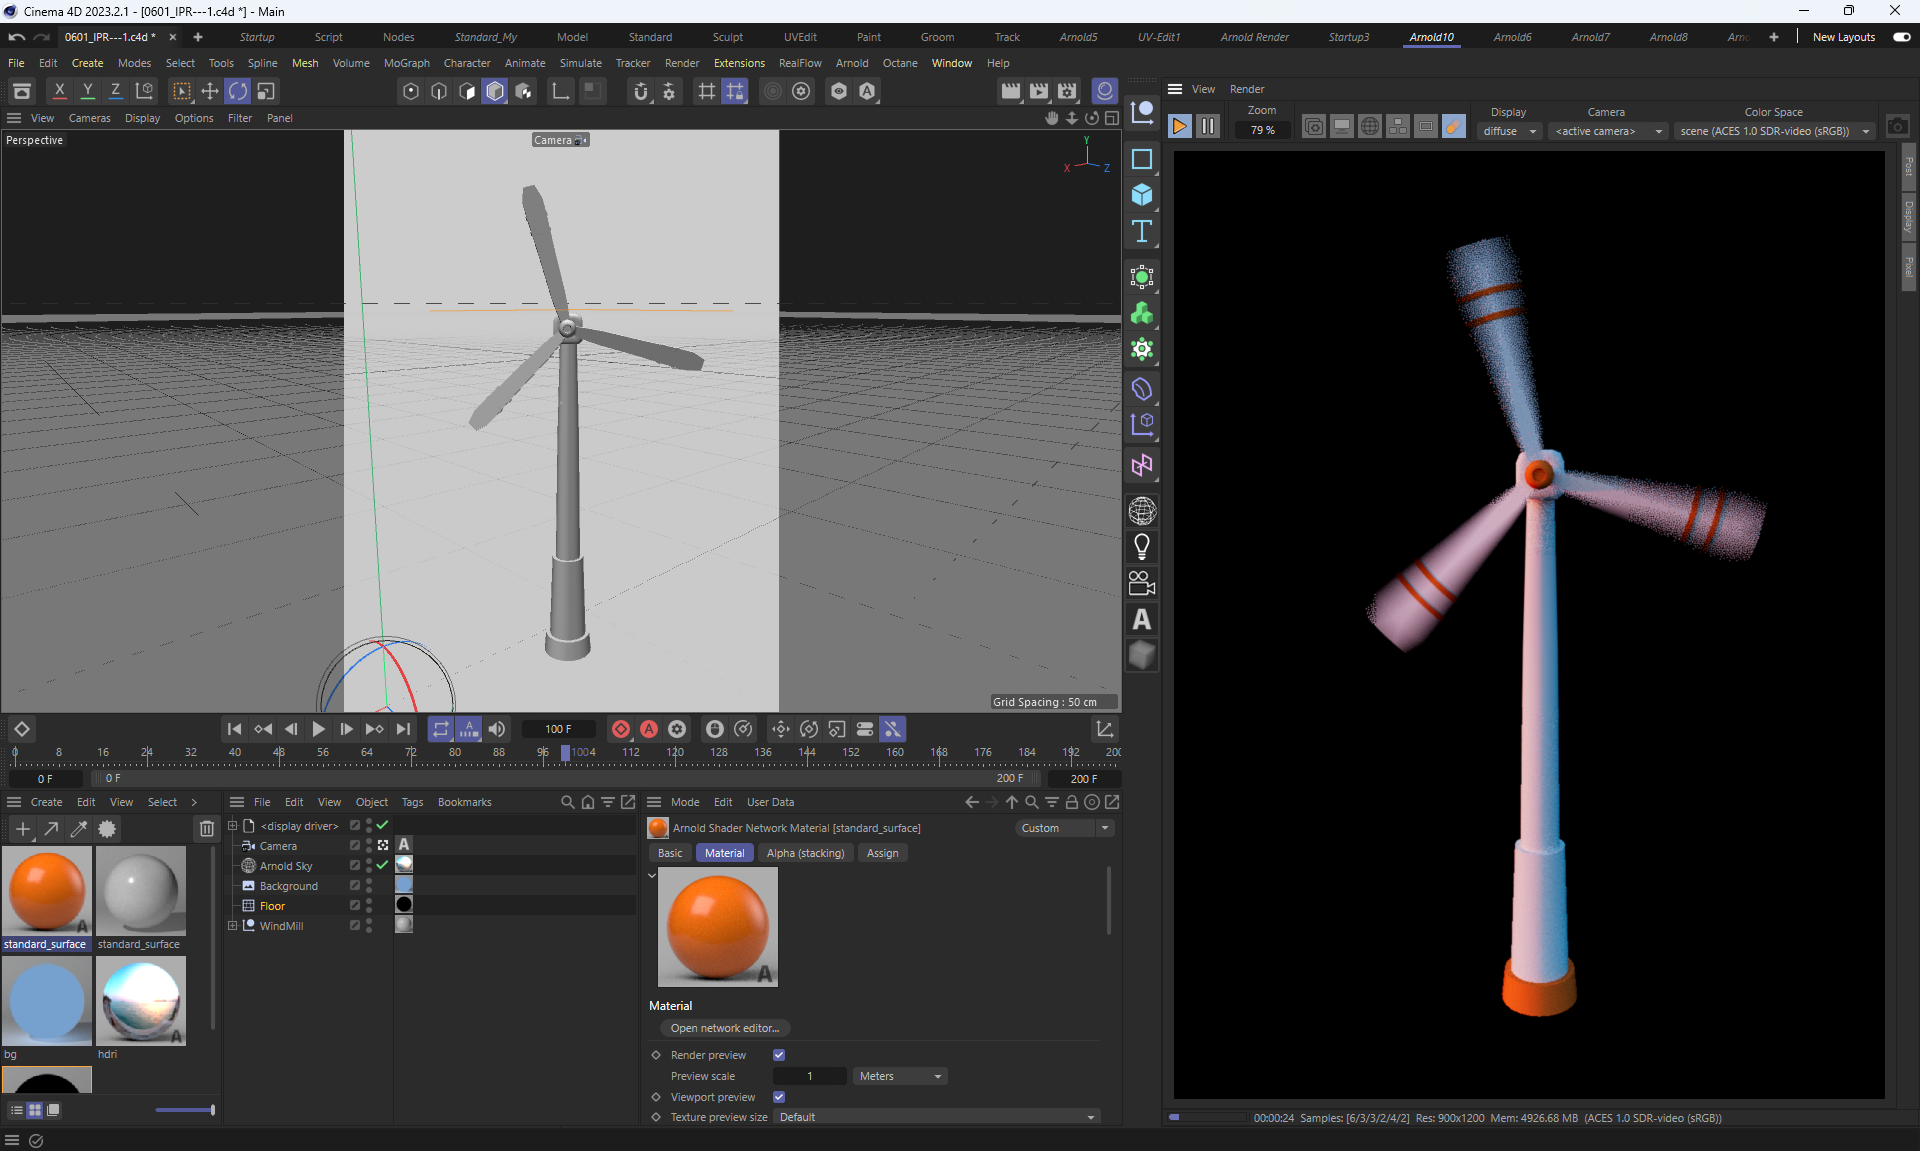 Cinema 4D 2023.2.1 - [0601_IPR---1.c4d *] - Main
0601_IPR---1.c4d * Startup Script Nodes Standard_My Model Standard Sculpt UVEdit Paint Groom Track Arnold5 UV-Edit1 Arnold Render Startup3 Arnold10 Arnold6 Arnold7 Arnold8 Arno New Layouts
File Edit Create Modes Select Tools Spline Mesh Volume MoGraph Character Animate Simulate Tracker Render Extensions RealFlow Arnold Octane Window Help
X Y Z A
View Cameras Display Options Filter Panel
Perspective
Camera
Y
X Z
Grid Spacing : 50 cm
View Render
Zoom Display Camera Color Space
79 % diffuse <active camera> scene (ACES 1.0 SDR-video (sRGB))
Post
Display
Pixel
T
A
A A 100 F
0 8 16 24 32 40 48 56 64 72 80 88 96 1004 112 120 128 136 144 152 160 168 176 184 192 200
0 F 0 F 200 F 200 F
Create Edit View Select
standard_surface standard_surface
bg hdri
A
A
File Edit View Object Tags Bookmarks
<display driver>
Camera A
Arnold Sky
Background
Floor
WindMill
Mode Edit User Data
Arnold Shader Network Material [standard_surface] Custom
Basic Material Alpha (stacking) Assign
A
Material
Open network editor...
Render preview
Preview scale 1 Meters
Viewport preview
Texture preview size Default
00:00:24 Samples: [6/3/3/2/4/2] Res: 900x1200 Mem: 4926.68 MB (ACES 1.0 SDR-video (sRGB))